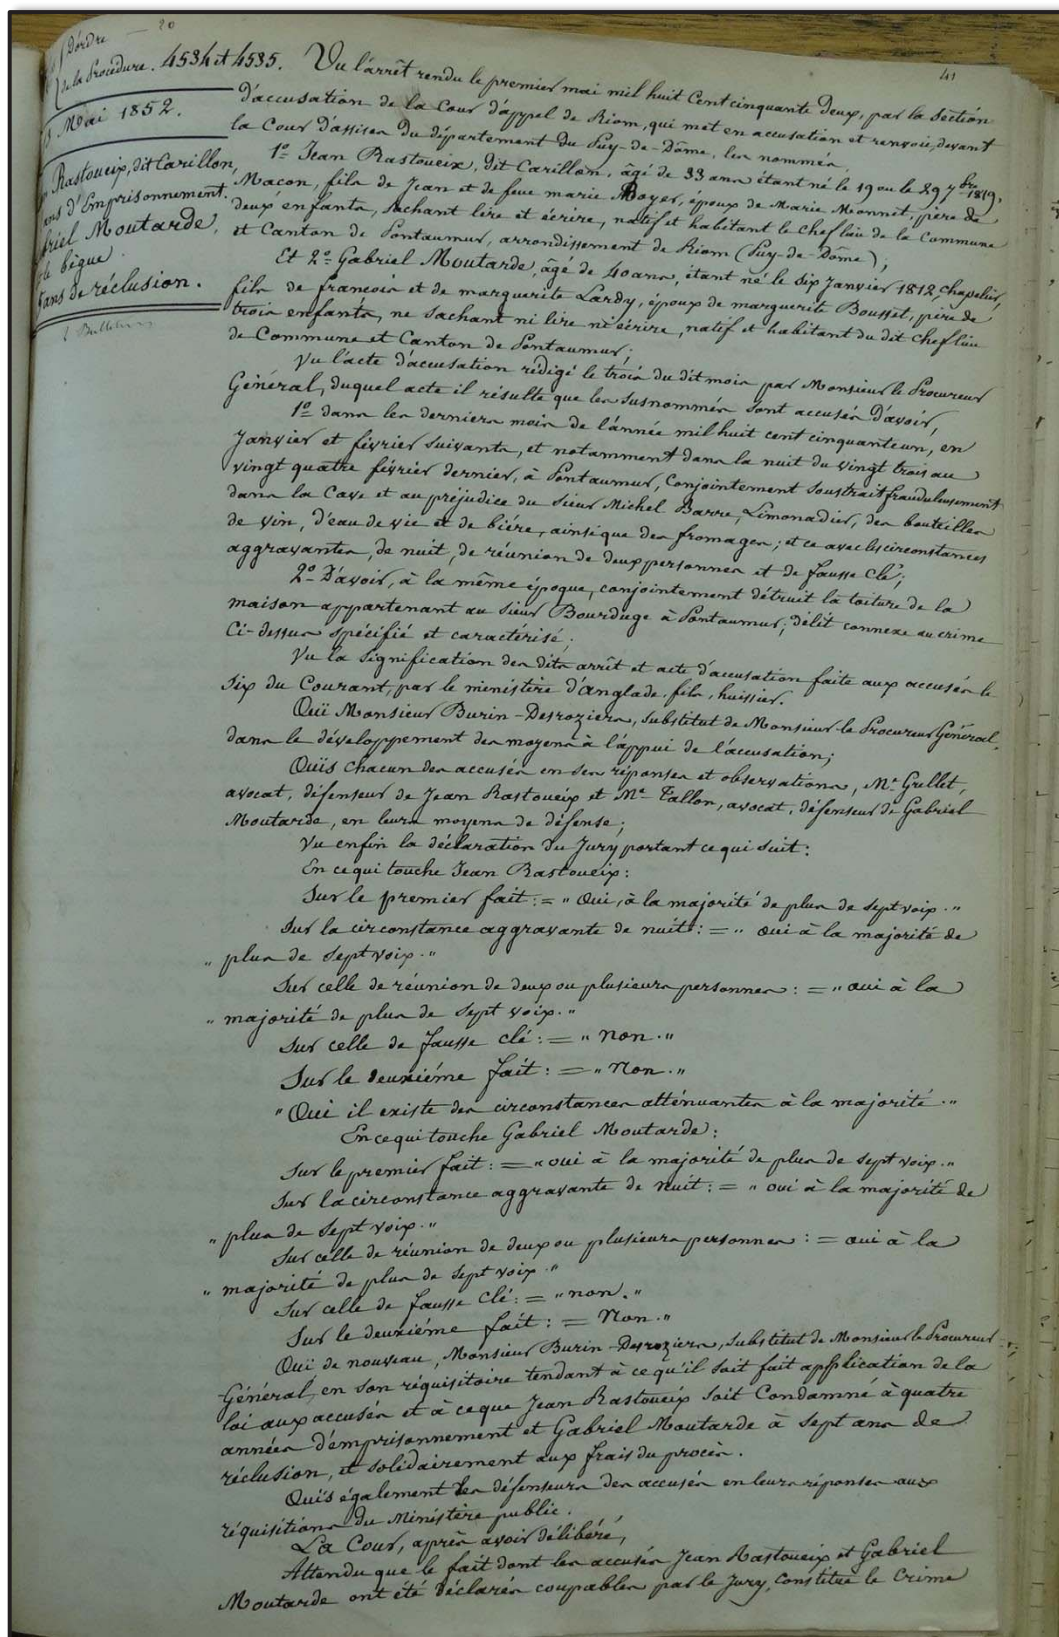 20
d'ordre
de la Procédure. 4534 et 4535.
Mai 1852.
Rastoueix, dit Carillon,
ans d'Emprisonnement.
Moutarde,
le bègue
ans de réclusion.
41
Vu l'arrêt rendu le premier mai mil huit Cent cinquante deux, par la Section
d'accusation de la Cour d'appel de Riom, qui met en accusation et renvoie, devant
la Cour d'assises du département du Puy-de-Dôme, les nommés,
1º Jean Rastoueix, dit Carillon, âgé de 33 ans étant né le 19 ou le 29 7bre 1819,
Macon, fils de Jean et de feue marie Boyer, époux de Marie Monnet, père de
deux enfants, sachant lire et écrire, natif et habitant le chef lieu de la Commune
et Canton de Pontaumur, arrondissement de Riom (Puy-de-Dôme);
Et 2º Gabriel Moutarde, âgé de 40 ans, étant né le Six Janvier 1812, chapelier,
fils de francois et de marguerite Lardy, époux de marguerite Bousset, père de
trois enfants, ne sachant ni lire ni écrire, natif et habitant du dit chef lieu
de Commune et Canton de Pontaumur;
Vu l'acte d'accusation rédigé le trois du dit mois par Monsieur le Procureur
Général, duquel acte il résulte que les susnommés sont accusés d'avoir,
1º dans les derniers mois de l'année mil huit cent cinquante un, en
Janvier et février suivants, et notamment dans la nuit du vingt trois au
vingt quatre février dernier, à Pontaumur, Conjointement soustrait frauduleusement
dans la Cave et au préjudice du sieur Michel Barre, Limonadier, des bouteilles
de vin, d'eau de vie et de bière, ainsi que des fromages; et ce avec les circonstances
aggravantes, de nuit, de réunion de deux personnes et de fausse Clé;
2º D'avoir, à la même époque, conjointement détruit la toiture de la
maison appartenant au sieur Bourduge à Pontaumur; délit connexe au crime
Ci-dessus spécifié et caractérisé;
Vu la signification des dits arrêt et acte d'accusation faite aux accusés le
Six du Courant, par le ministère d'anglade, fils, huissier.
Ouï Monsieur Burin-Desroziers, substitut de Monsieur le Procureur Général,
dans le développement des moyens à l'appui de l'accusation;
Ouïs chacun des accusés en ses réponses et observations, Me Grellet,
avocat, défenseur de Jean Rastoueix et Me Tallon, avocat, défenseur de Gabriel
Moutarde, en leurs moyens de défense;
Vu enfin la déclaration du Jury portant ce qui suit:
En ce qui touche Jean Rastoueix:
Sur le premier fait: = " Oui, à la majorité de plus de sept voix. "
Sur la circonstance aggravante de nuit: = " oui à la majorité de
" plus de sept voix. "
Sur celle de réunion de deux ou plusieurs personnes: = " oui à la
" majorité de plus de sept voix. "
Sur celle de fausse clé: = " non. "
Sur le deuxième fait: = " Non. "
" Oui il existe des circonstances atténuantes à la majorité. "
En ce qui touche Gabriel Moutarde:
Sur le premier fait: = " oui à la majorité de plus de sept voix. "
Sur la circonstance aggravante de nuit: = " oui à la majorité de
" plus de sept voix. "
Sur celle de réunion de deux ou plusieurs personnes: = oui à la
" majorité de plus de sept voix. "
Sur celle de fausse Clé: = " non. "
Sur le deuxième fait: = Non. "
Ouï de nouveau, Monsieur Burin-Desroziers, substitut de Monsieur le Procureur
Général, en son réquisitoire tendant à ce qu'il soit fait application de la
loi aux accusés et à ce que Jean Rastoueix soit Condamné à quatre
années d'emprisonnement et Gabriel Moutarde à sept ans de
réclusion, et solidairement aux frais du procès.
Ouïs également les défenseurs des accusés en leurs réponses aux
réquisitions du Ministère public.
La Cour, après avoir délibéré,
Attendu que le fait dont les accusés Jean Rastoueix et Gabriel
Moutarde ont été déclarés coupables par le Jury, Constitue le Crime